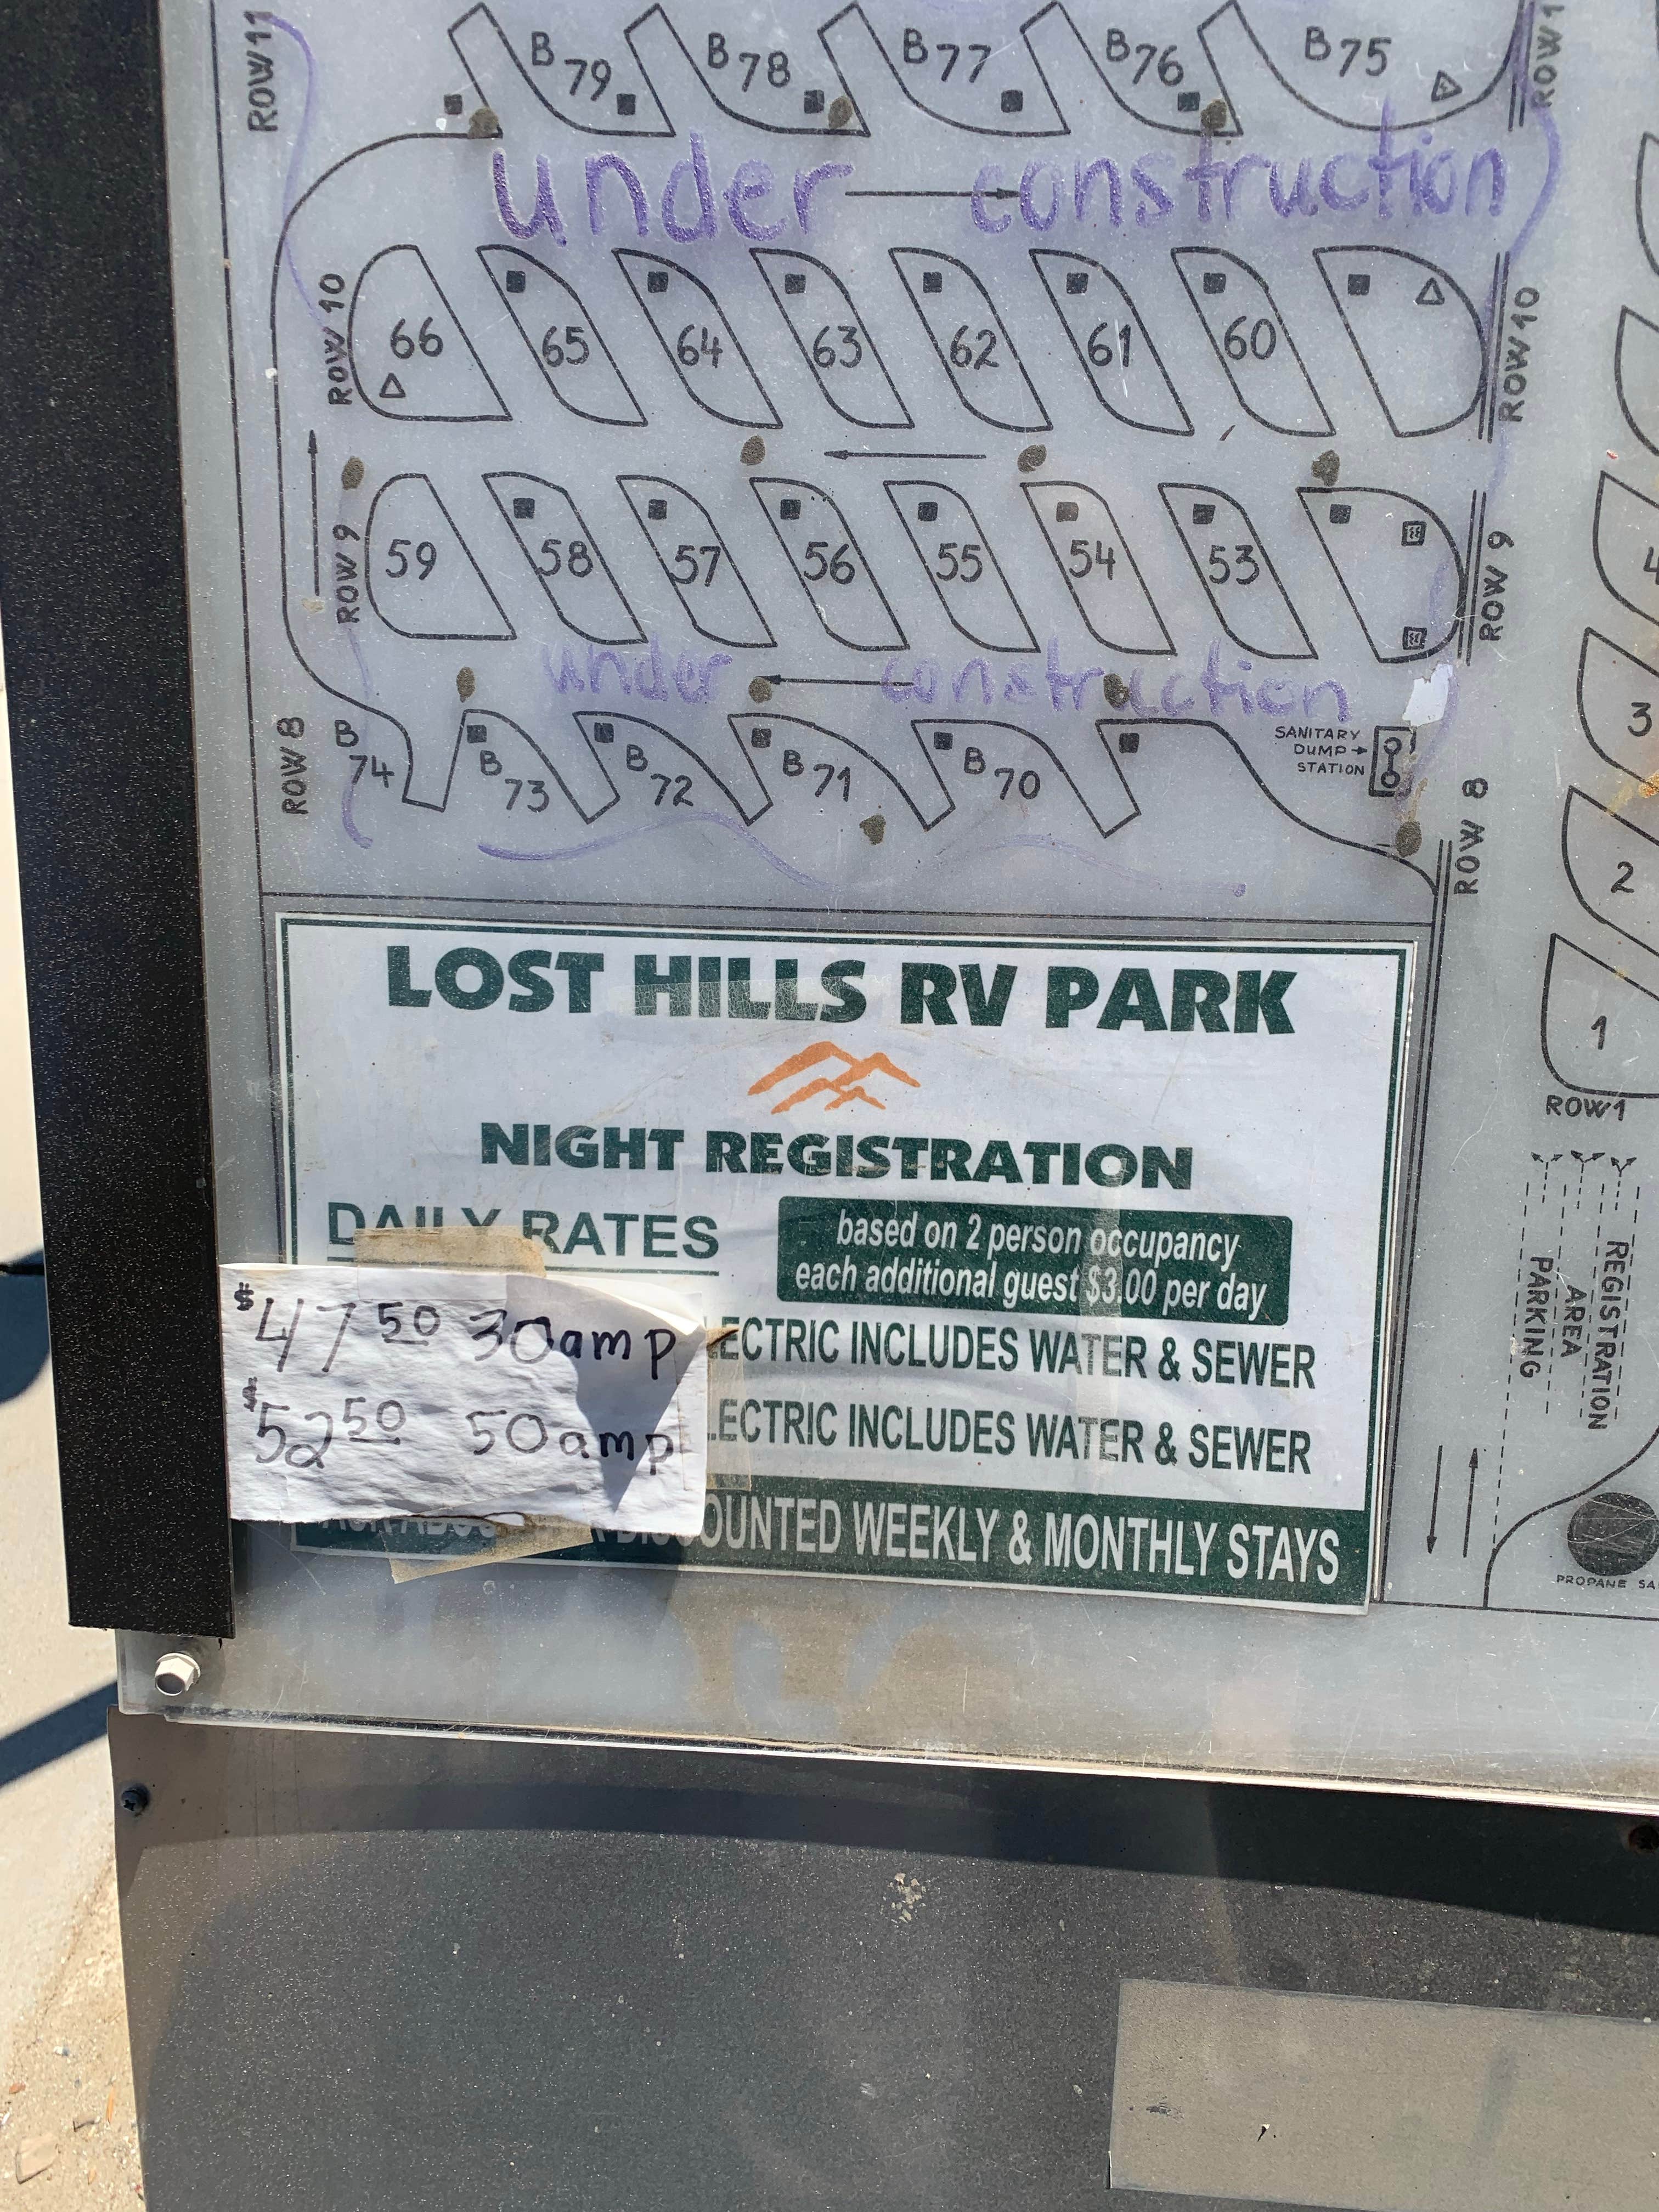 ROW 11
B 79
B 78
B 77
B 76
B 75
under construction
ROW 10
66
65
64
63
62
61
60
ROW 10
ROW 9
59
58
57
56
55
54
53
ROW 9
4
under construction
3
ROW 8
B 74
B 73
B 72
B 71
B 70
SANITARY
DUMP
STATION
ROW 8
2
1
ROW 1
LOST HILLS RV PARK
NIGHT REGISTRATION
DAILY RATES
based on 2 person occupancy
each additional guest $3.00 per day
$47 50 30amp
ECTRIC INCLUDES WATER & SEWER
$52 50 50amp
LECTRIC INCLUDES WATER & SEWER
DISCOUNTED WEEKLY & MONTHLY STAYS
REGISTRATION
AREA
PARKING
PROPANE SA